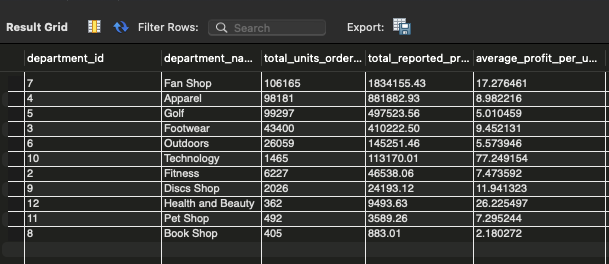 Result Grid Filter Rows: Search Export:
department_id department_na... total_units_order... total_reported_pr... average_profit_per_u...
7 Fan Shop 106165 1834155.43 17.276461
4 Apparel 98181 881882.93 8.982216
5 Golf 99297 497523.56 5.010459
3 Footwear 43400 410222.50 9.452131
6 Outdoors 26059 145251.46 5.573946
10 Technology 1465 113170.01 77.249154
2 Fitness 6227 46538.06 7.473592
9 Discs Shop 2026 24193.12 11.941323
12 Health and Beauty 362 9493.63 26.225497
11 Pet Shop 492 3589.26 7.295244
8 Book Shop 405 883.01 2.180272